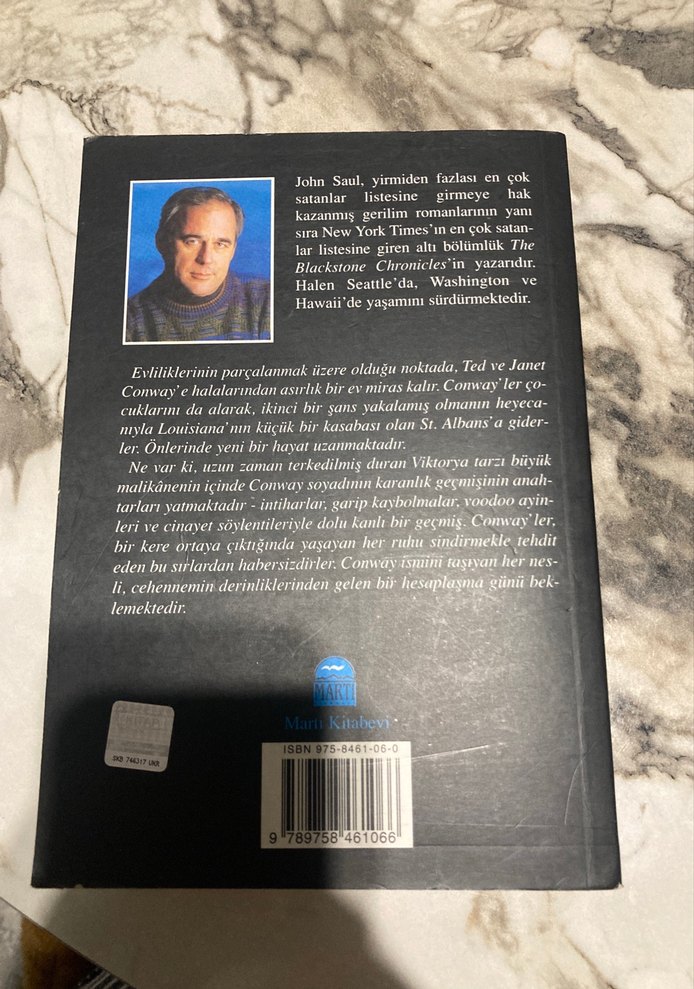 John Saul, yirmiden fazlası en çok
satanlar listesine girmeye hak
kazanmış gerilim romanlarının yanı
sıra New York Times'ın en çok satan-
lar listesine giren altı bölümlük The
Blackstone Chronicles'in yazarıdır.
Halen Seattle'da, Washington ve
Hawaii'de yaşamını sürdürmektedir.
Evliliklerinin parçalanmak üzere olduğu noktada, Ted ve Janet
Conway'e halalarından asırlık bir ev miras kalır. Conway'ler ço-
cuklarını da alarak, ikinci bir şans yakalamış olmanın heyeca-
nıyla Louisiana'nın küçük bir kasabası olan St. Albans'a gider-
ler. Önlerinde yeni bir hayat uzanmaktadır.
Ne var ki, uzun zaman terkedilmiş duran Viktorya tarzı büyük
malikânenin içinde Conway soyadının karanlık geçmişinin anah-
tarları yatmaktadır - intiharlar, garip kaybolmalar, voodoo ayin-
leri ve cinayet söylentileriyle dolu kanlı bir geçmiş. Conway'ler,
bir kere ortaya çıktığında yaşayan her ruhu sindirmekle tehdit
eden bu sırlardan habersizdirler. Conway ismini taşıyan her nes-
li, cehennemin derinliklerinden gelen bir hesaplaşma günü bek-
lemektedir.
MARTI
Martı Kitabevi
SKB 744317 UKR
ISBN 975-8461-06-0
9 789758 461066